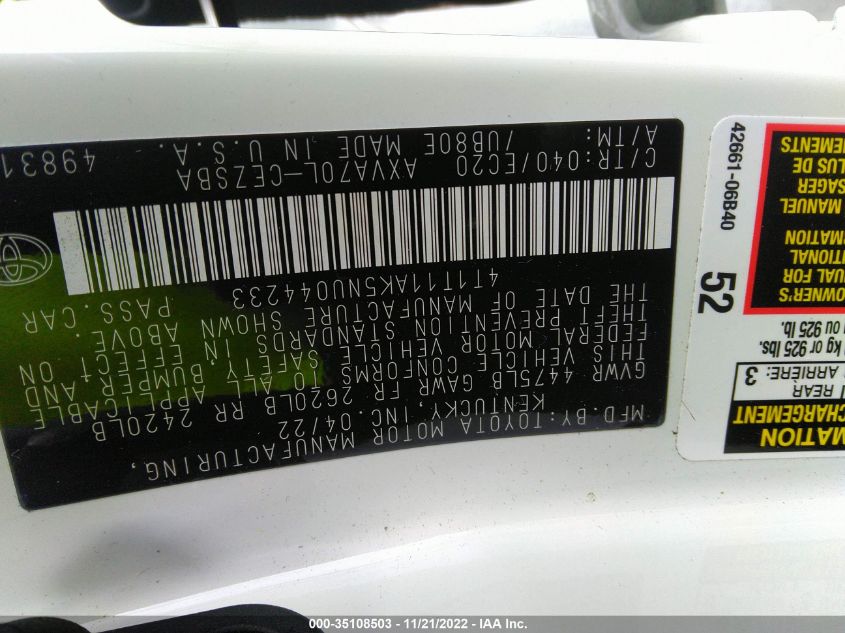 MFD. BY: TOYOTA MOTOR MANUFACTURING,
KENTUCKY, INC. 04/22
GVWR 4475LB GAWR FR 2620LB RR 2420LB
THIS VEHICLE CONFORMS TO ALL APPLICABLE
FEDERAL MOTOR VEHICLE SAFETY, BUMPER, AND
THEFT PREVENTION STANDARDS IN EFFECT ON
THE DATE OF MANUFACTURE SHOWN ABOVE.
4T1T11AK5NU044233 PASS. CAR
C/TR: 040/EC20 AXVA70L-CEZSBA
A/TM: /UB80E MADE IN U.S.A. 49831
MATION
CHARGEMENT
REAR
ARRIERE: 3
kg or 925 lbs.
ou 925 lb.
OWNER'S
UAL FOR
ITIONAL
RMATION
MANUEL
SAGER
LUS DE
EMENTS
52
42661-06B40
000-35108503 - 11/21/2022 - IAA Inc.